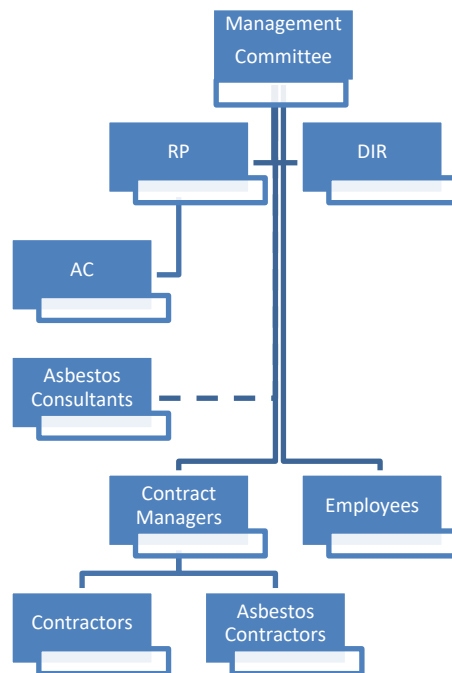 Management
Committee
RP
DIR
AC
Asbestos
Consultants
Contract
Managers
Employees
Contractors
Asbestos
Contractors